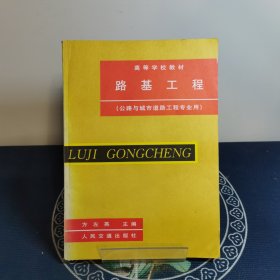 高等学校教材
路基工程
(公路与城市道路工程专业用)
LUJI GONGCHENG
方左英 主编
人民交通出版社